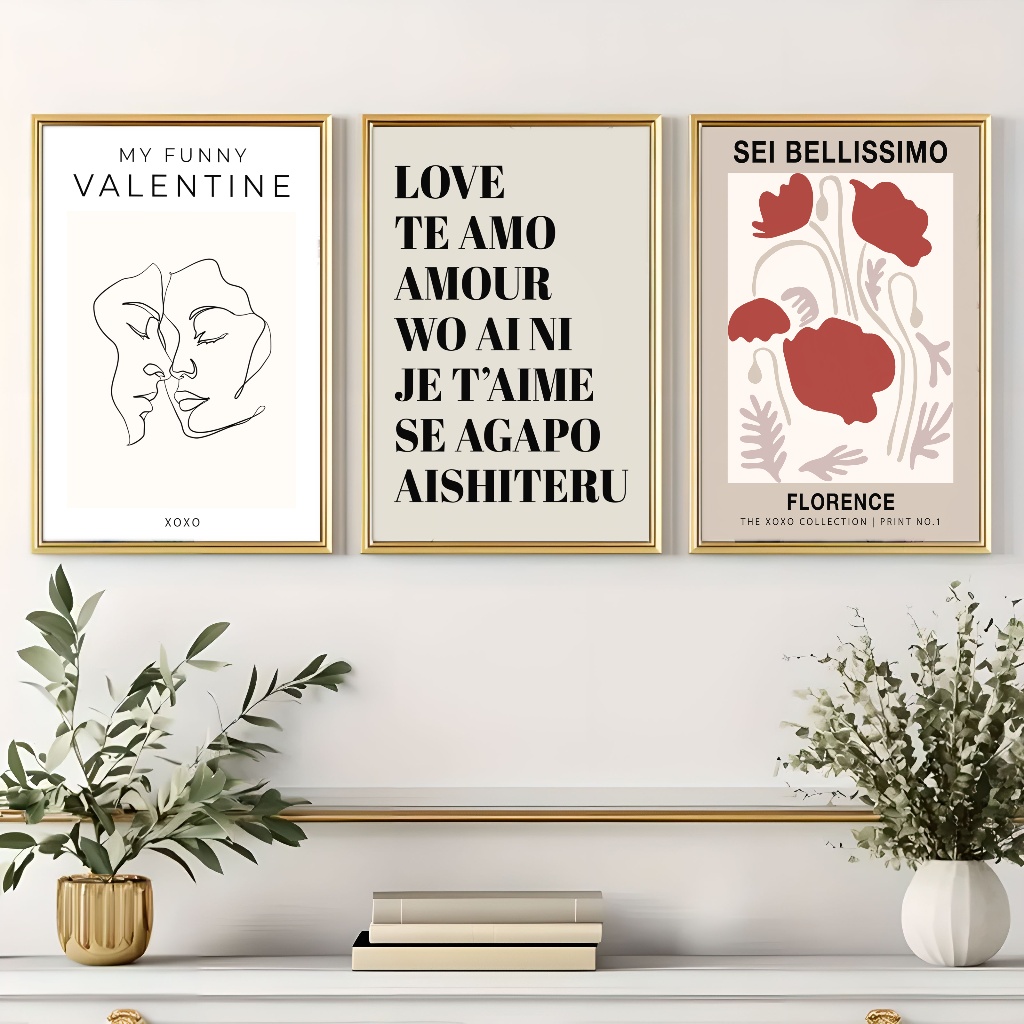 MY FUNNY
VALENTINE
XOXO
LOVE
TE AMO
AMOUR
WO AI NI
JE T’AIME
SE AGAPO
AISHITERU
SEI BELLISSIMO
FLORENCE
THE XOXO COLLECTION | PRINT NO.1